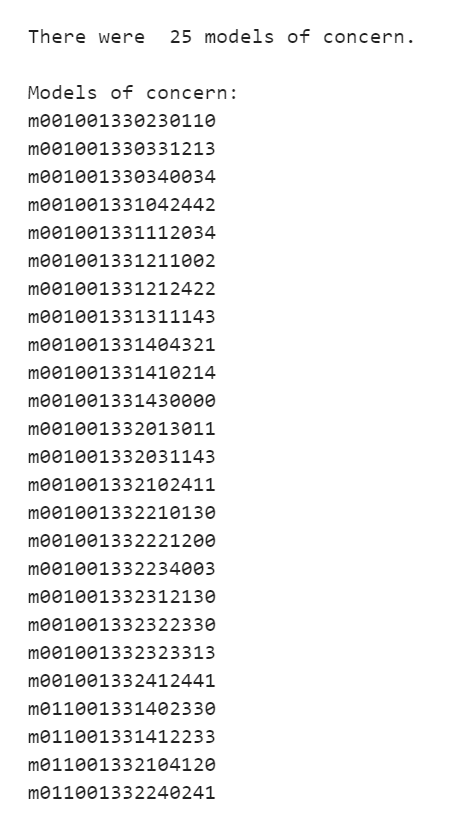 There were  25 models of concern.

Models of concern:
m001001330230110
m001001330331213
m001001330340034
m001001331042442
m001001331112034
m001001331211002
m001001331212422
m001001331311143
m001001331404321
m001001331410214
m001001331430000
m001001332013011
m001001332031143
m001001332102411
m001001332210130
m001001332221200
m001001332234003
m001001332312130
m001001332322330
m001001332323313
m001001332412441
m011001331402330
m011001331412233
m011001332104120
m011001332240241